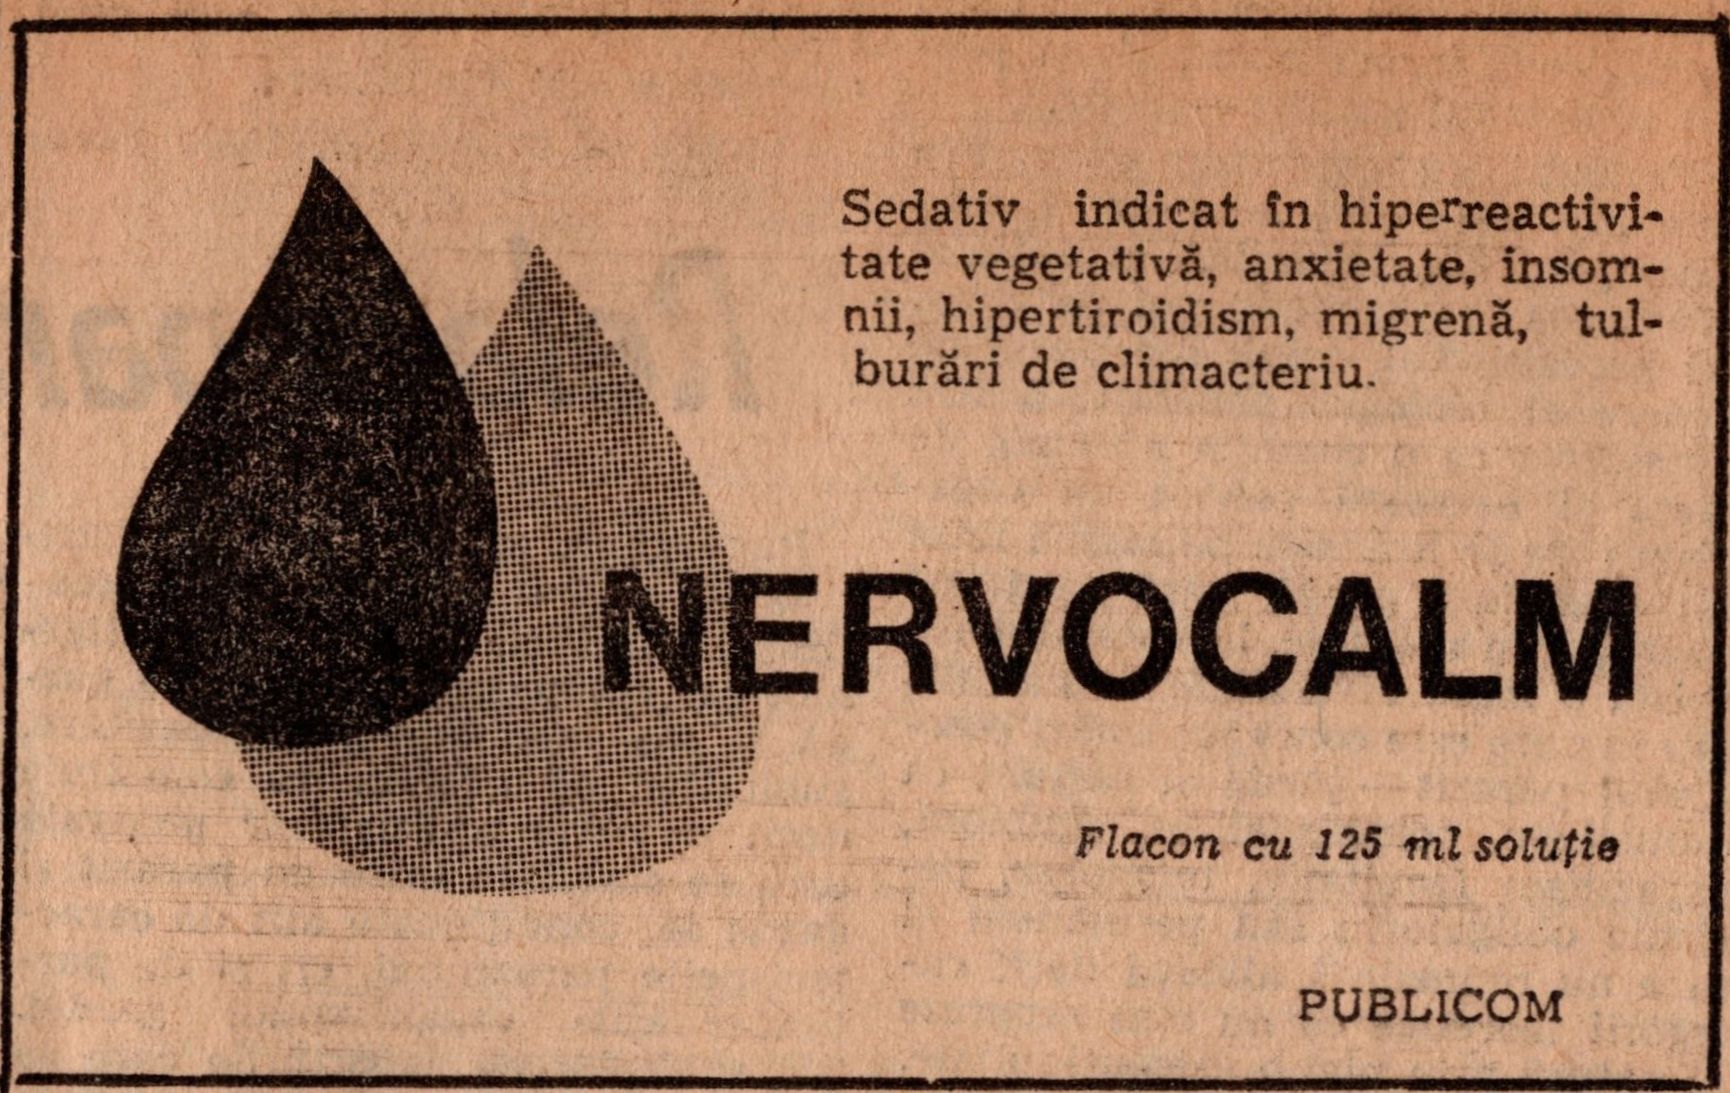 Sedativ indicat în hiperreactivi-
tate vegetativă, anxietate, insom-
nii, hipertiroidism, migrenă, tul-
burări de climacteriu.
NERVOCALM
Flacon cu 125 ml soluție
PUBLICOM